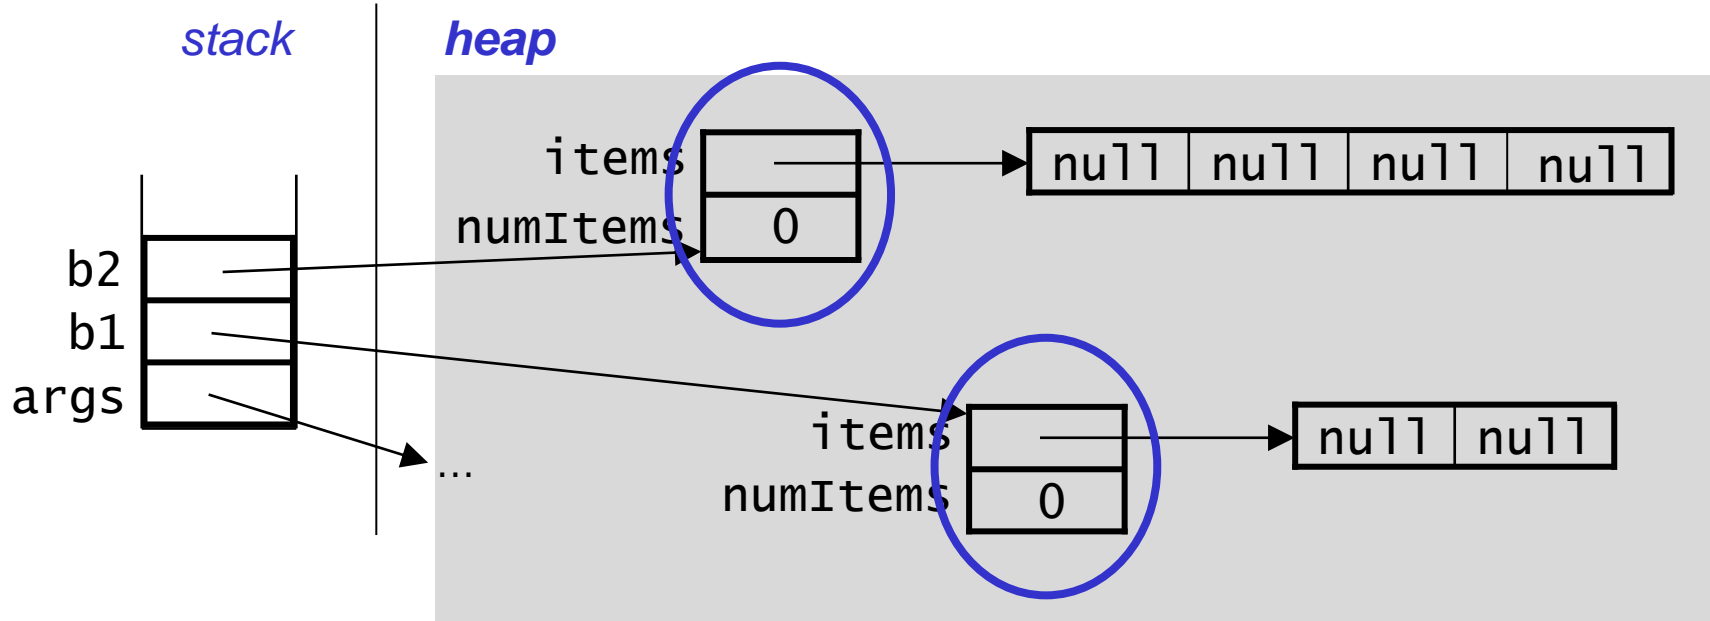 stack heap
items null null null null
numItems 0
b2
b1
args
items null null
numItems 0
...